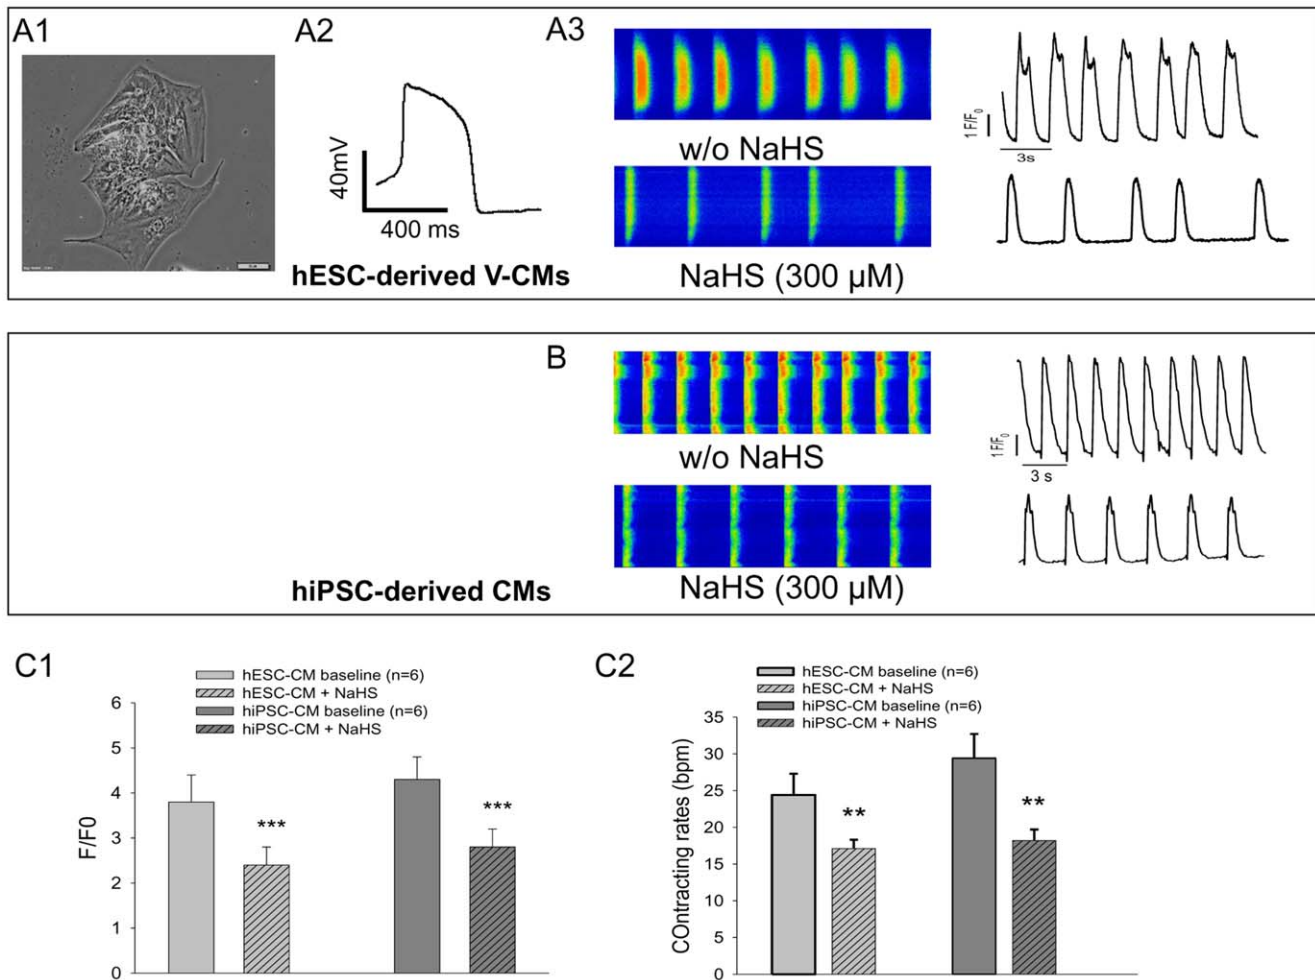 A1
A2
A3
40mV
400 ms
w/o NaHS
1 F/F0
3s
hESC-derived V-CMs
NaHS (300 µM)
B
w/o NaHS
1 F/F0
3 s
hiPSC-derived CMs
NaHS (300 µM)
C1
hESC-CM baseline (n=6)
hESC-CM + NaHS
hiPSC-CM baseline (n=6)
hiPSC-CM + NaHS
6
5
4
3
2
1
0
F/F0
***
***
C2
hESC-CM baseline (n=6)
hESC-CM + NaHS
hiPSC-CM baseline (n=6)
hiPSC-CM + NaHS
35
30
25
20
15
10
5
0
COntracting rates (bpm)
**
**